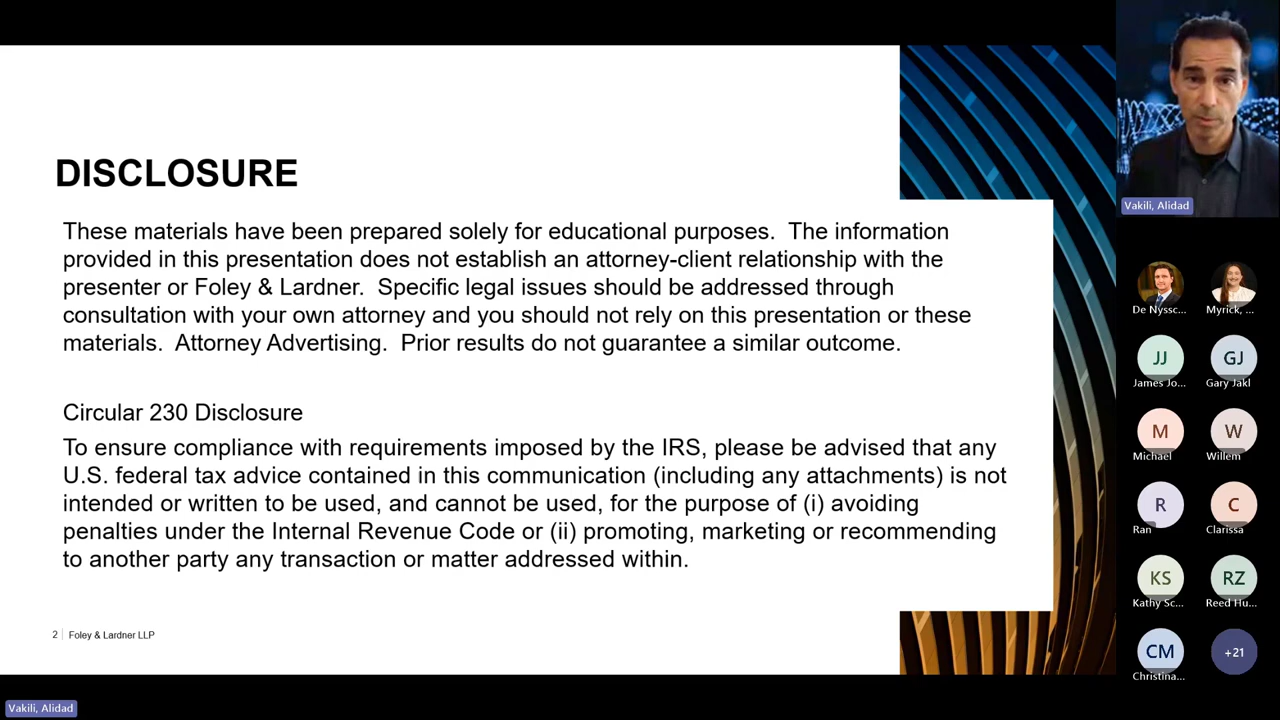 DISCLOSURE
These materials have been prepared solely for educational purposes.  The information
provided in this presentation does not establish an attorney-client relationship with the
presenter or Foley & Lardner.  Specific legal issues should be addressed through
consultation with your own attorney and you should not rely on this presentation or these
materials.  Attorney Advertising.  Prior results do not guarantee a similar outcome.
Circular 230 Disclosure
To ensure compliance with requirements imposed by the IRS, please be advised that any
U.S. federal tax advice contained in this communication (including any attachments) is not
intended or written to be used, and cannot be used, for the purpose of (i) avoiding
penalties under the Internal Revenue Code or (ii) promoting, marketing or recommending
to another party any transaction or matter addressed within.
2 | Foley & Lardner LLP
Vakili, Alidad
De Nyssc...
Myrick, ...
JJ
James Jo...
GJ
Gary Jakl
M
Michael
W
Willem
R
Ran
C
Clarissa
KS
Kathy Sc...
RZ
Reed Hu...
CM
Christina...
+21
Vakili, Alidad